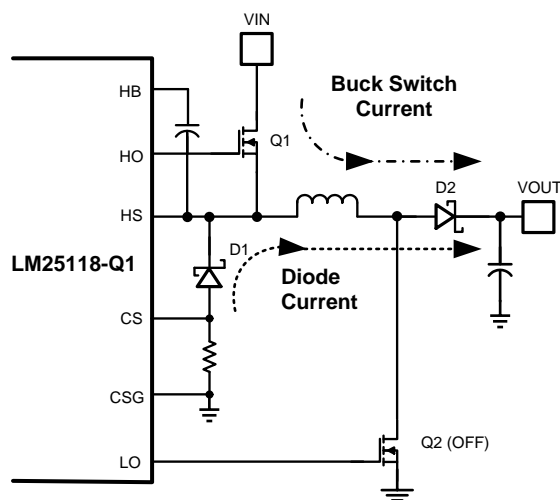 VIN
HB
Buck Switch
Current
HO
Q1
D2
VOUT
HS
LM25118-Q1
D1
Diode
Current
CS
CSG
Q2 (OFF)
LO